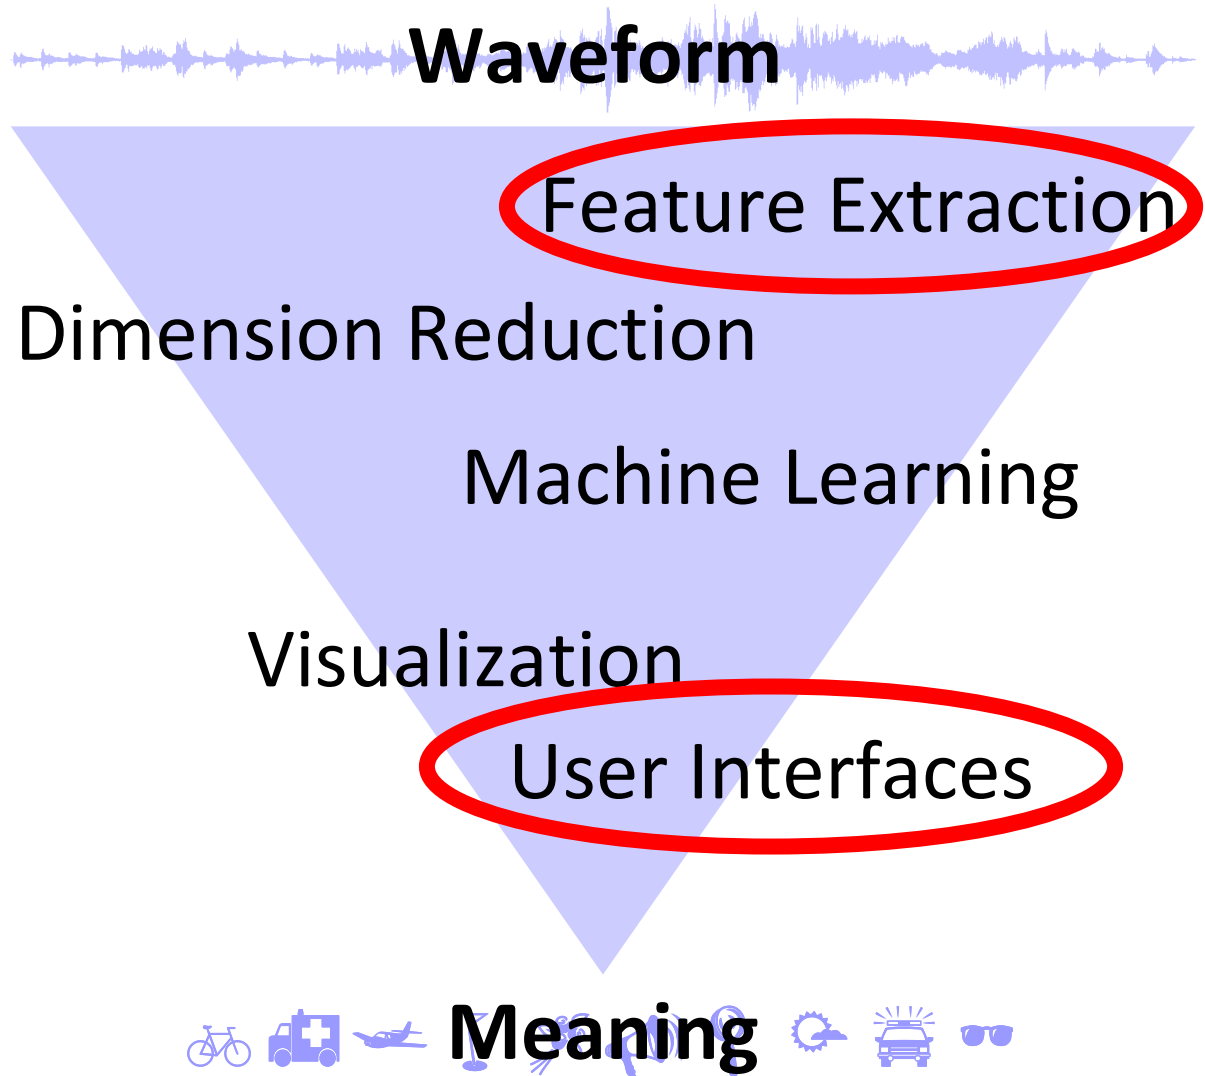 Waveform
Feature Extraction
Dimension Reduction
Machine Learning
Visualization
User Interfaces
Meaning